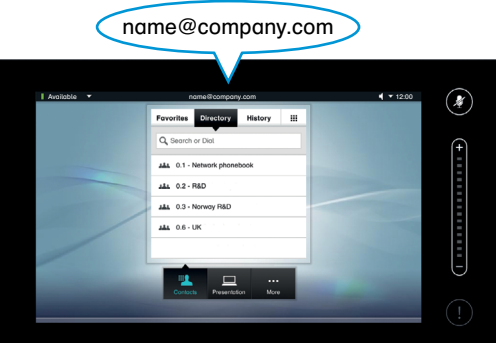 name@company.com
Available name@company.com 12:00
Favorites Directory History
Search or Dial
0.1 - Network phonebook
0.2 - R&D
0.3 - Norway R&D
0.6 - UK
Contacts Presentation More